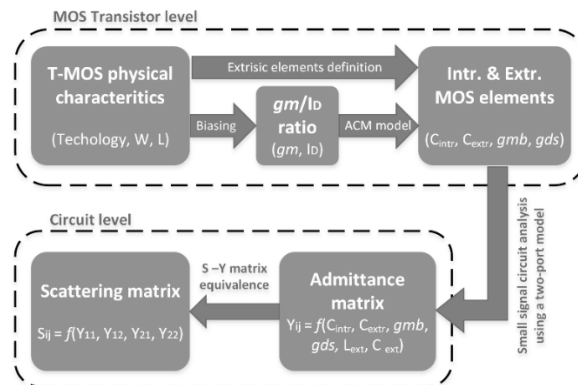 MOS Transistor level
T-MOS physical
characteritics
(Techology, W, L)
Extrisic elements definition
Biasing
gm/ID
ratio
(gm, ID)
ACM model
Intr. & Extr.
MOS elements
(Cintr, Cextr, gmb, gds)
Small signal circuit analysis
using a two-port model
Circuit level
Admittance
matrix
Yij = f(Cintr, Cextr, gmb,
gds, Lext, C ext)
S –Y matrix
equivalence
Scattering matrix
Sij = f(Y11, Y12, Y21, Y22)